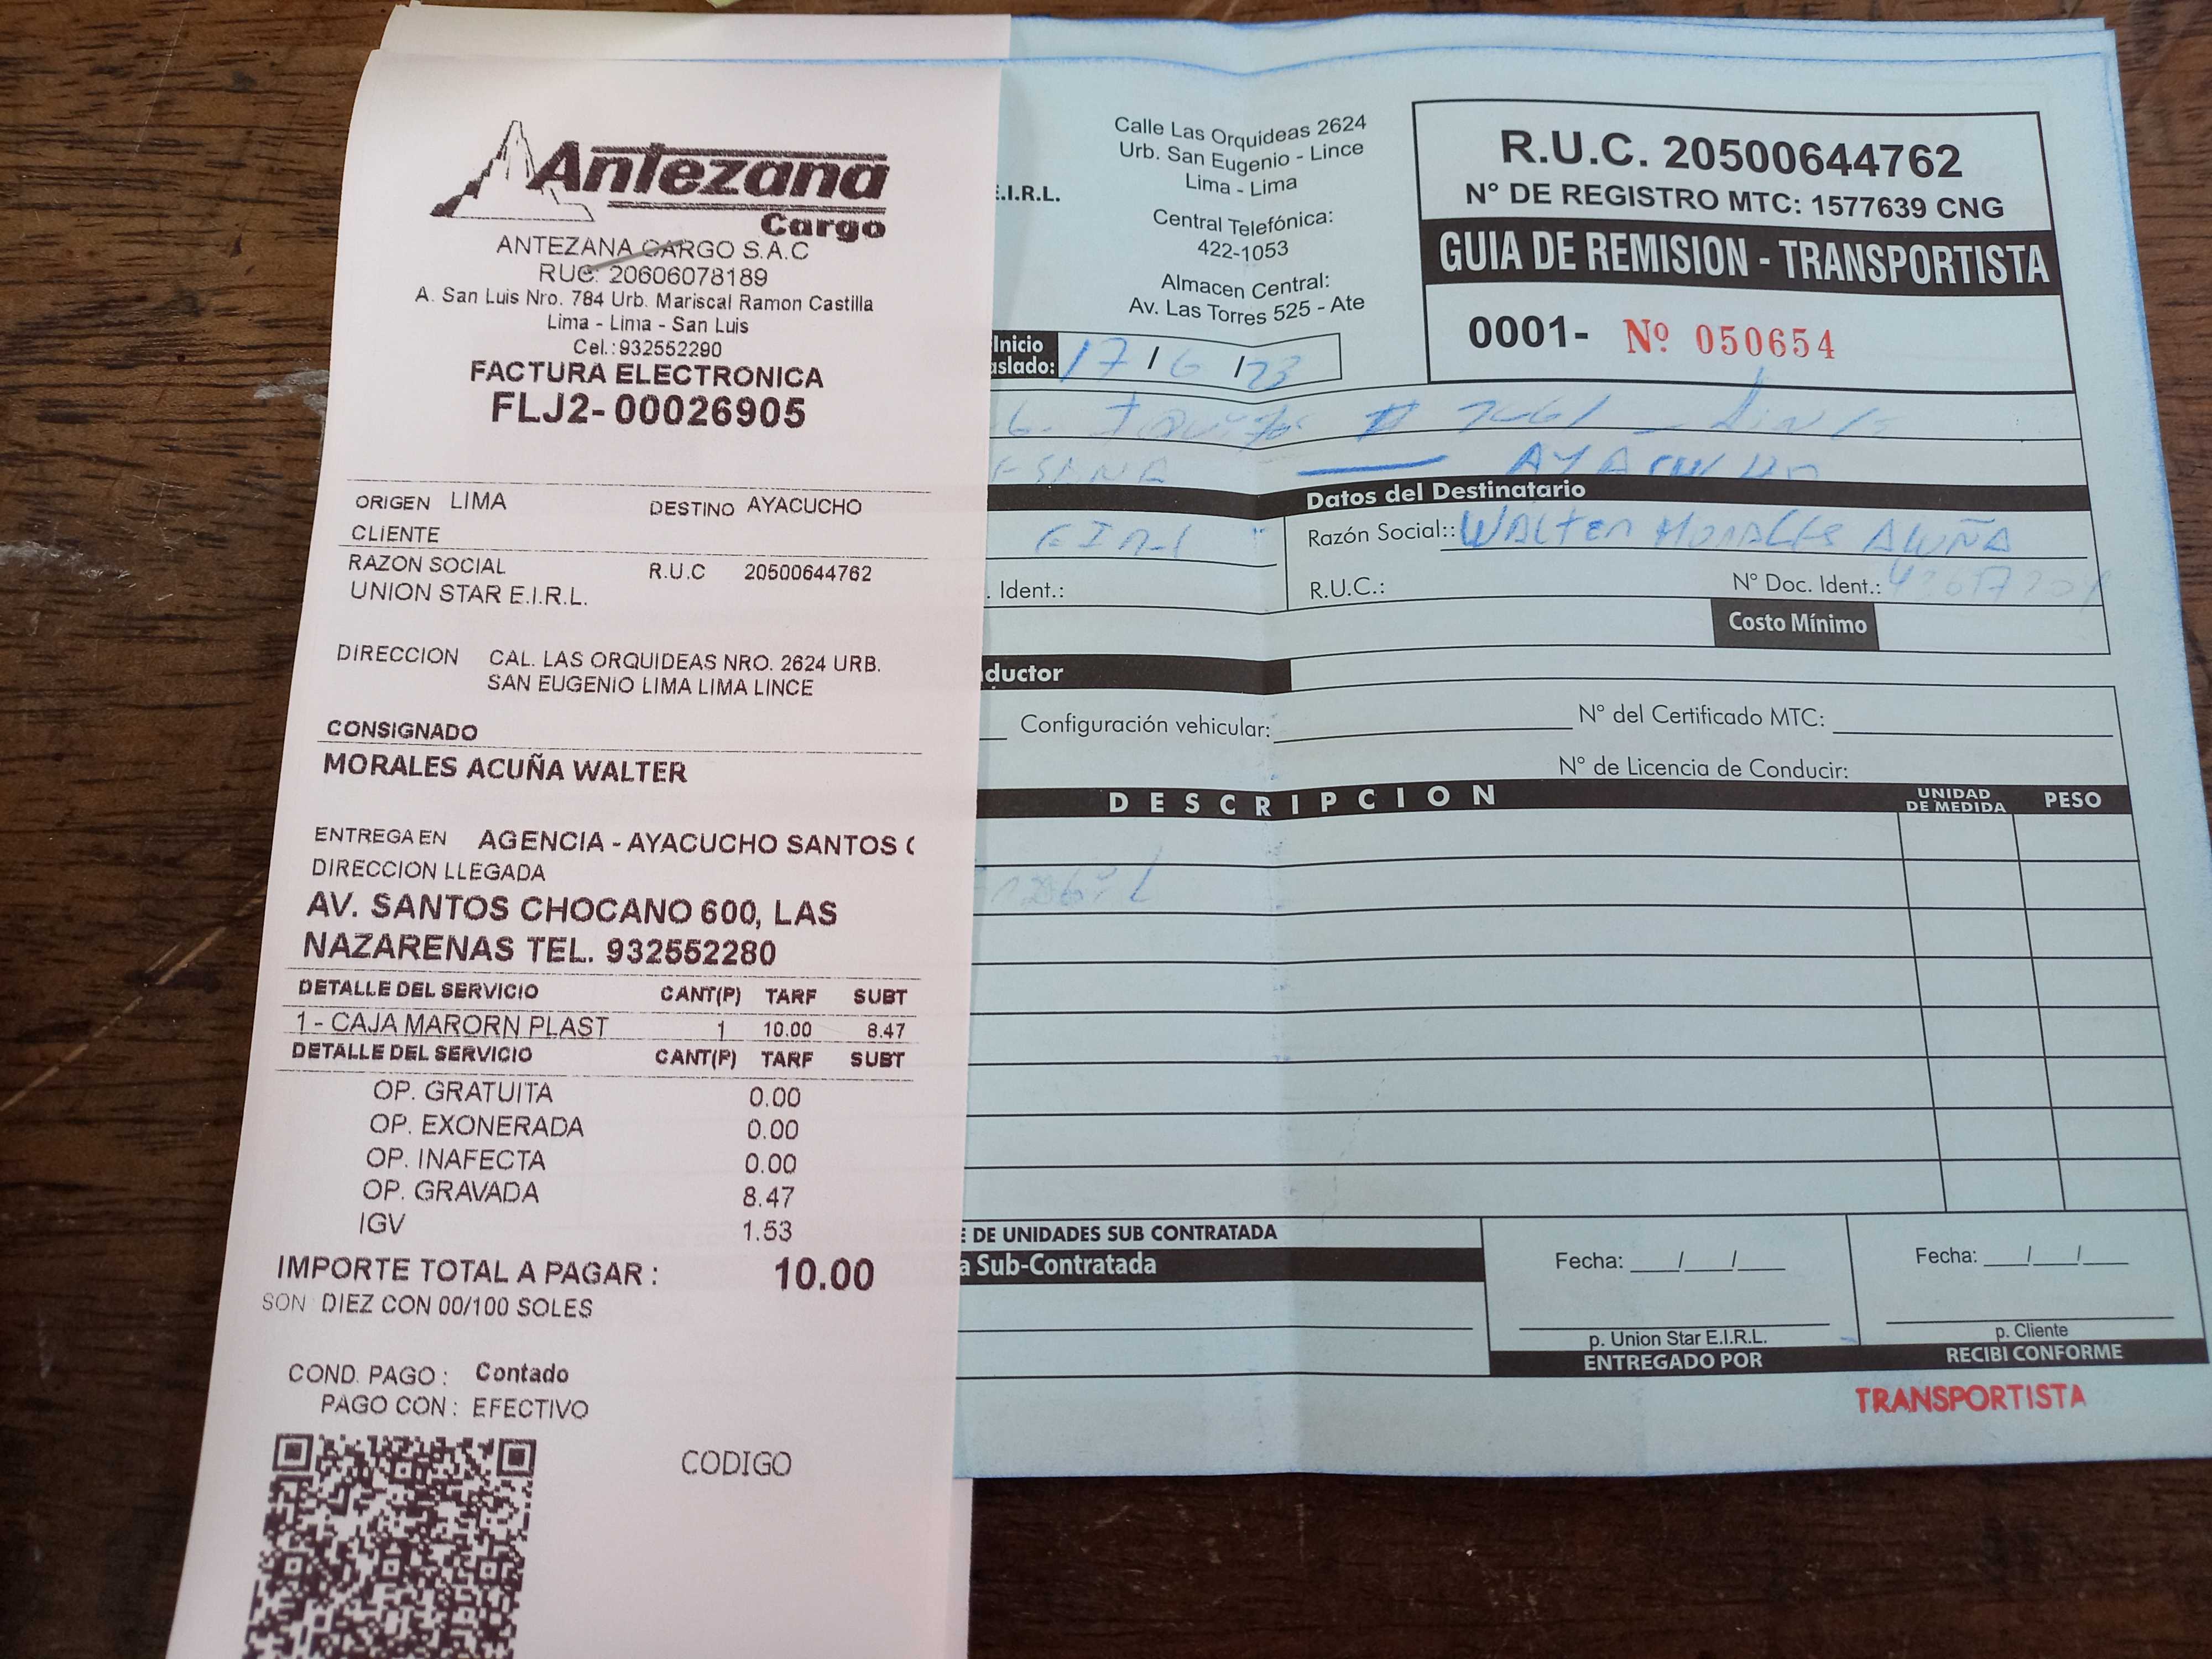 Antezana
Cargo
ANTEZANA CARGO S.A.C
RUC: 20606078189
A. San Luis Nro. 784 Urb. Mariscal Ramon Castilla
Lima - Lima - San Luis
Cel.:932552290
FACTURA ELECTRONICA
FLJ2- 00026905
ORIGEN LIMA DESTINO AYACUCHO
CLIENTE
RAZON SOCIAL R.U.C 20500644762
UNION STAR E.I.R.L.
DIRECCION CAL. LAS ORQUIDEAS NRO. 2624 URB.
SAN EUGENIO LIMA LIMA LINCE
CONSIGNADO
MORALES ACUÑA WALTER
ENTREGA EN AGENCIA - AYACUCHO SANTOS
DIRECCION LLEGADA
AV. SANTOS CHOCANO 600, LAS
NAZARENAS TEL. 932552280
DETALLE DEL SERVICIO CANT(P) TARF SUBT
1 - CAJA MARORN PLAST 1 10.00 8.47
DETALLE DEL SERVICIO CANT(P) TARF SUBT
OP. GRATUITA 0.00
OP. EXONERADA 0.00
OP. INAFECTA 0.00
OP. GRAVADA 8.47
IGV 1.53
IMPORTE TOTAL A PAGAR : 10.00
SON DIEZ CON 00/100 SOLES
COND. PAGO : Contado
PAGO CON : EFECTIVO
CODIGO
E.I.R.L.
Calle Las Orquideas 2624
Urb. San Eugenio - Lince
Lima - Lima
Central Telefónica:
422-1053
Almacen Central:
Av. Las Torres 525 - Ate
R.U.C. 20500644762
N° DE REGISTRO MTC: 1577639 CNG
GUIA DE REMISION - TRANSPORTISTA
0001- Nº 050654
Inicio
aslado: 17 / 6 / 23
AYACUCHO
Datos del Destinatario
EIRL Razón Social:: WALTER MORALES ACUÑA
. Ident.: R.U.C.: N° Doc. Ident.:
Costo Mínimo
ductor
Configuración vehicular: N° del Certificado MTC:
N° de Licencia de Conducir:
DESCRIPCION UNIDAD DE MEDIDA PESO
E DE UNIDADES SUB CONTRATADA
a Sub-Contratada
Fecha: ___/___/___ Fecha: ___/___/___
p. Union Star E.I.R.L. p. Cliente
ENTREGADO POR RECIBI CONFORME
TRANSPORTISTA